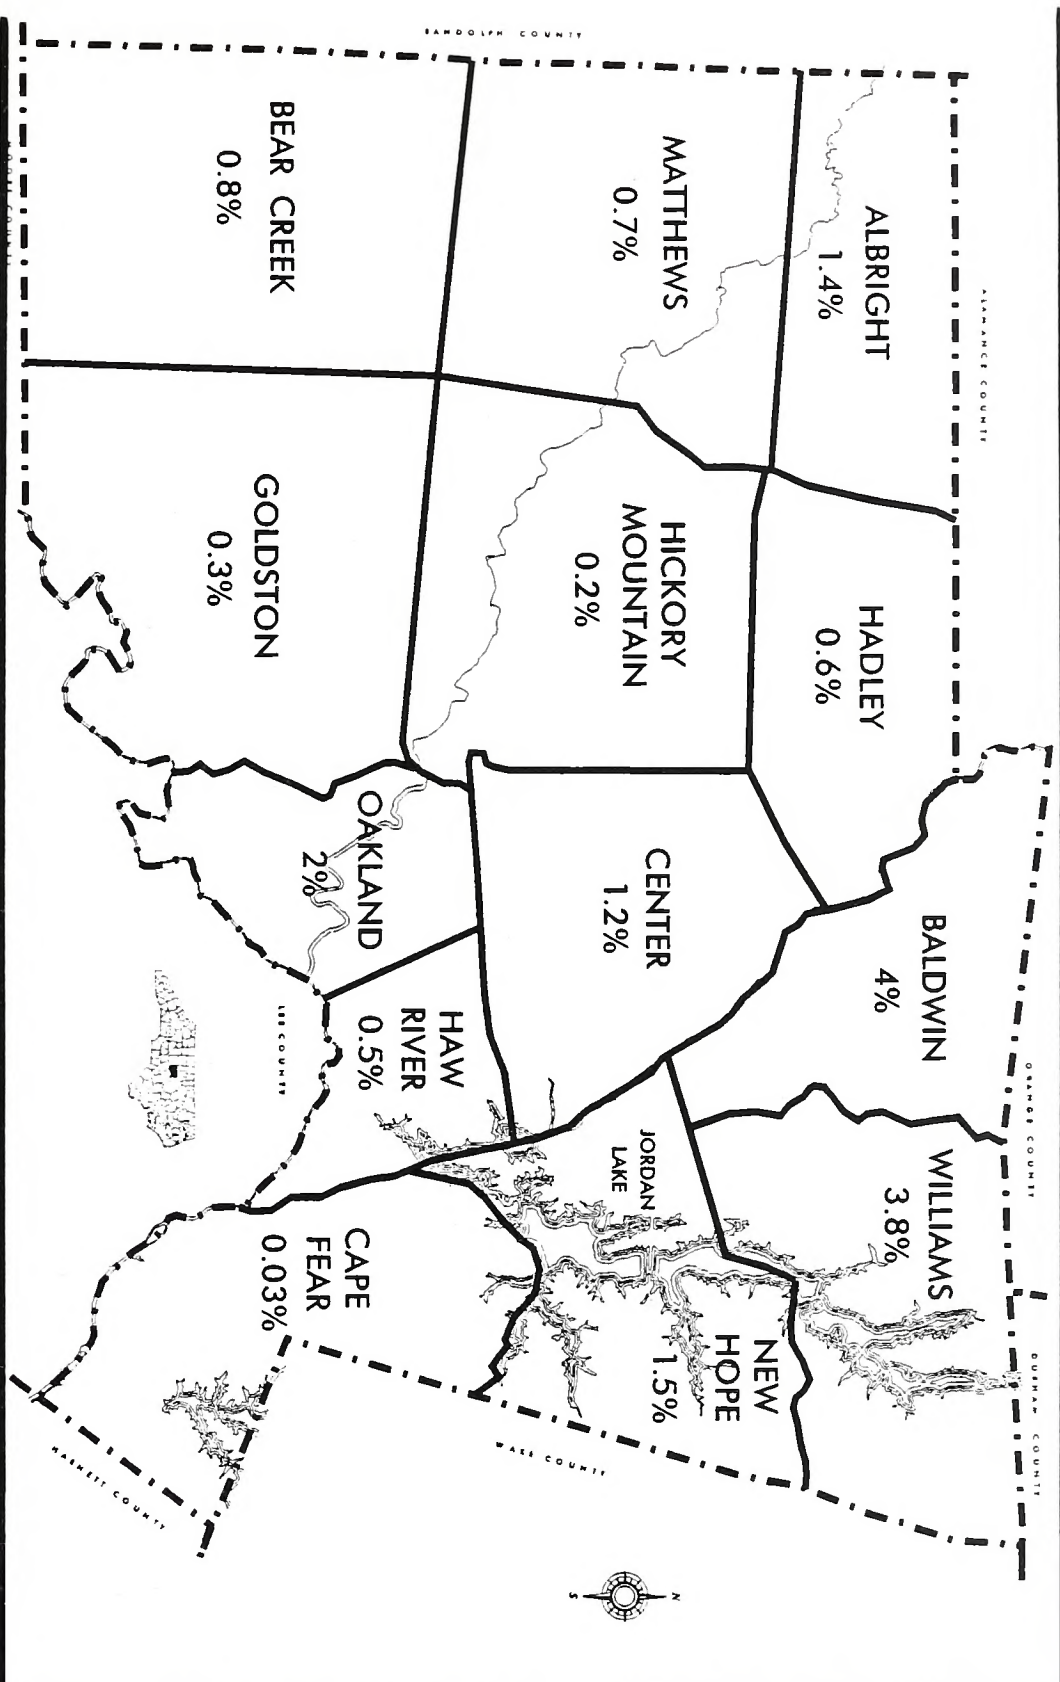 ALAMANCE COUNTY
ORANGE COUNTY
DURHAM COUNTY
RANDOLPH COUNTY
ALBRIGHT
1.4%
HADLEY
0.6%
BALDWIN
4%
WILLIAMS
3.8%
MATTHEWS
0.7%
HICKORY
MOUNTAIN
0.2%
CENTER
1.2%
JORDAN
LAKE
NEW
HOPE
1.5%
BEAR CREEK
0.8%
GOLDSTON
0.3%
OAKLAND
2%
HAW
RIVER
0.5%
CAPE
FEAR
0.03%
LEE COUNTY
WAKE COUNTY
HARNETT COUNTY
N
S